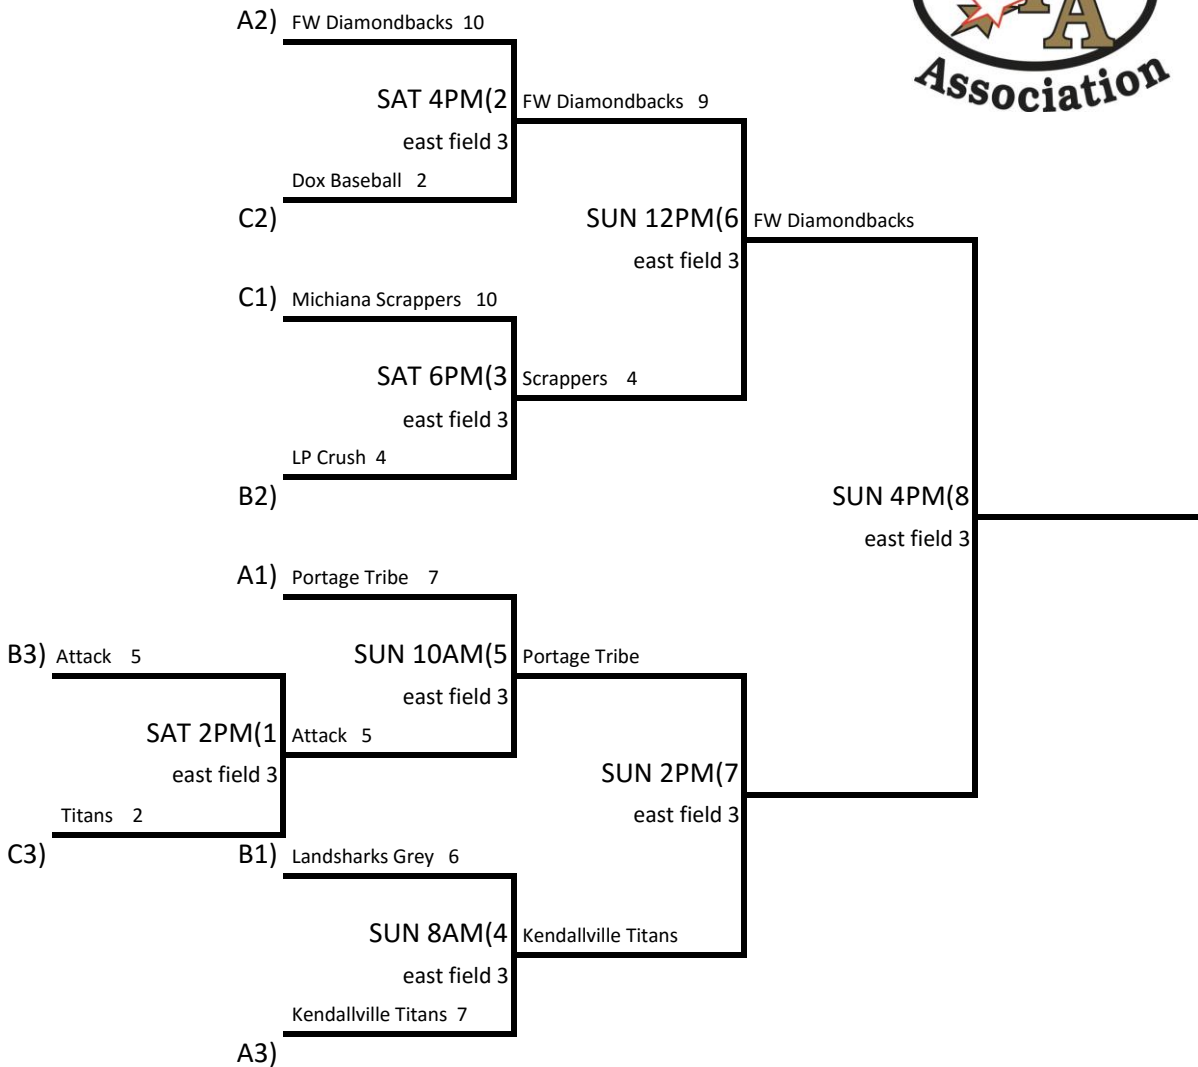 A2) FW Diamondbacks 10
A
Association
SAT 4PM(2 FW Diamondbacks 9
east field 3
Dox Baseball 2
C2)
SUN 12PM(6 FW Diamondbacks
east field 3
C1) Michiana Scrappers 10
SAT 6PM(3 Scrappers 4
east field 3
LP Crush 4
B2)
SUN 4PM(8
east field 3
A1) Portage Tribe 7
B3) Attack 5
SUN 10AM(5 Portage Tribe
east field 3
SAT 2PM(1 Attack 5
east field 3
SUN 2PM(7
east field 3
Titans 2
C3)
B1) Landsharks Grey 6
SUN 8AM(4 Kendallville Titans
east field 3
Kendallville Titans 7
A3)